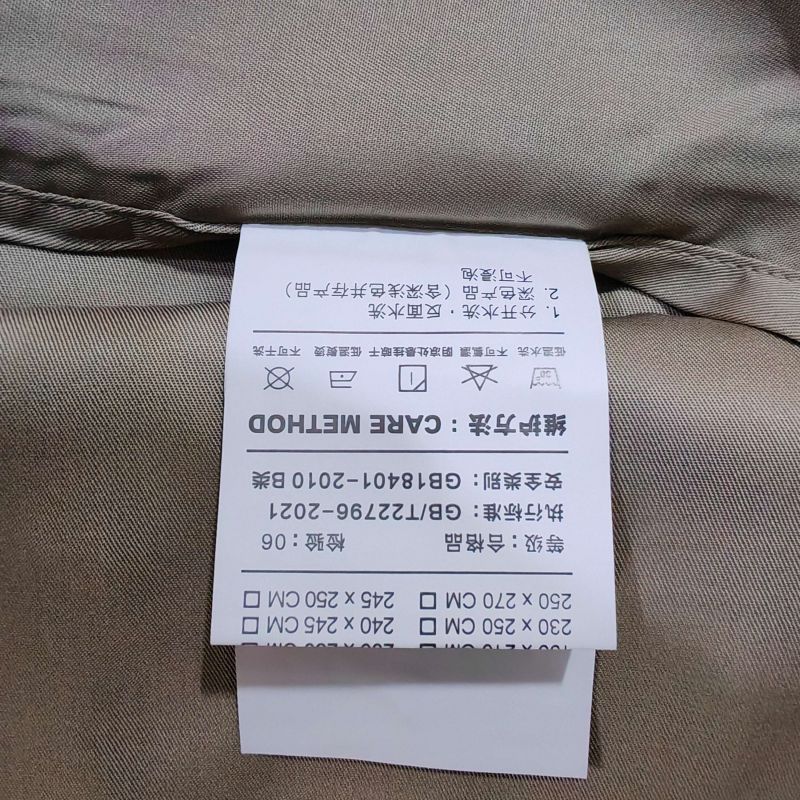 230 x 250 CM □ 240 x 245 CM □
250 x 270 CM □ 245 x 250 CM □
等级：合格品 检验：06
执行标准：GB/T22796-2021
安全类别：GB18401-2010 B类
维护方法：CARE METHOD
30°
低温水洗 不可氯漂 阴凉处悬挂晾干 低温熨烫 不可干洗
1. 分开水洗·反面水洗
2. 深色产品（含深浅色并存产品）
不可浸泡